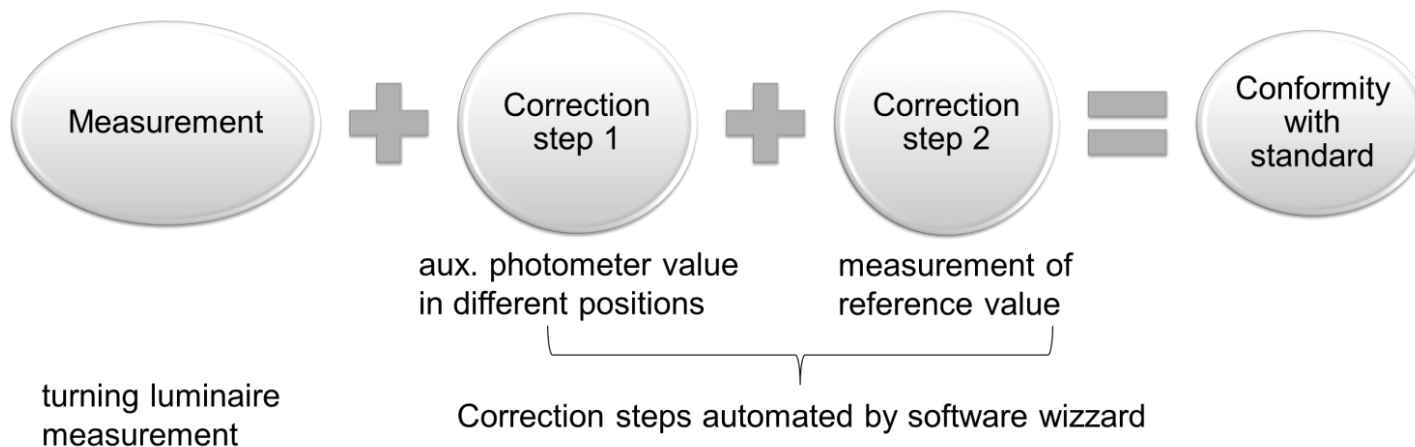 Measurement
Correction
step 1
Correction
step 2
Conformity
with
standard
aux. photometer value
in different positions
measurement of
reference value
turning luminaire
measurement
Correction steps automated by software wizzard